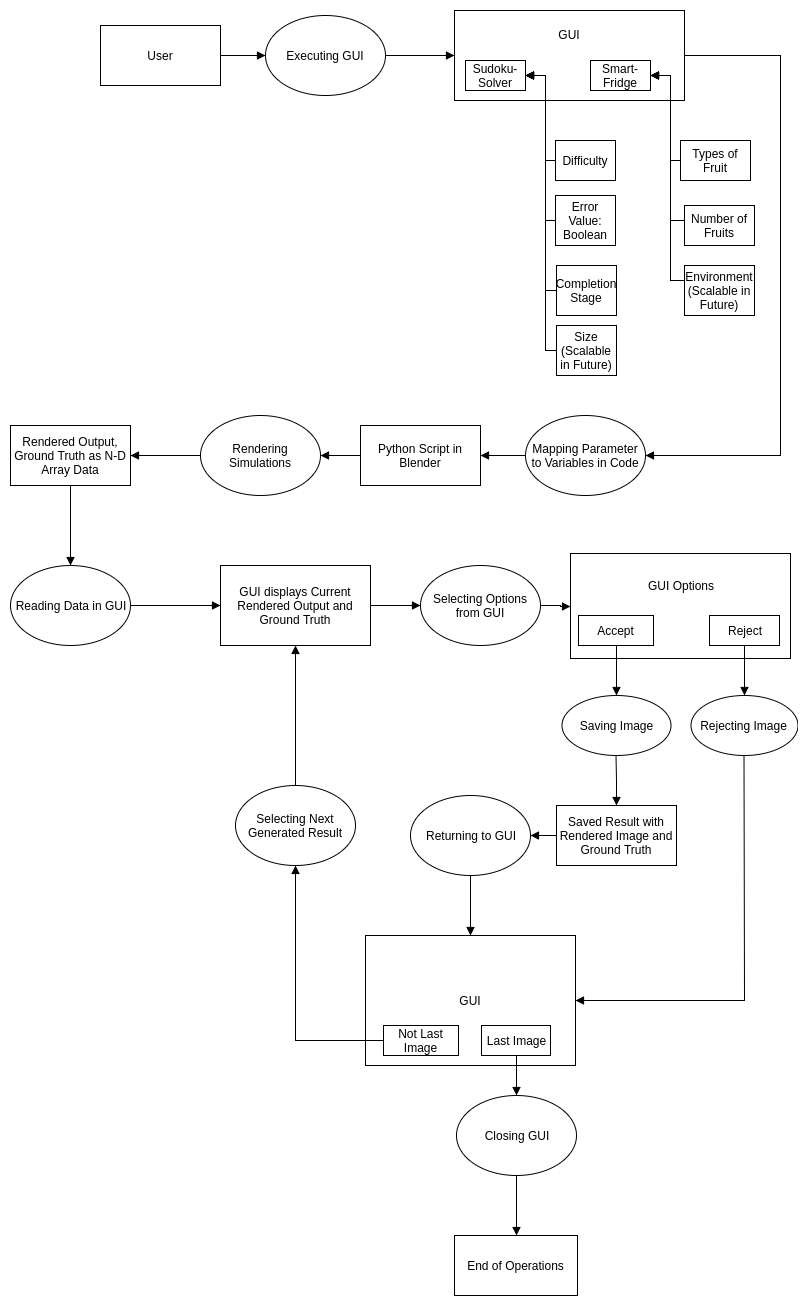 User
Executing GUI
GUI
Sudoku-
Solver
Smart-
Fridge
Difficulty
Types of
Fruit
Error
Value:
Boolean
Number of
Fruits
Completion
Stage
Environment
(Scalable in
Future)
Size
(Scalable
in Future)
Rendered Output,
Ground Truth as N-D
Array Data
Rendering
Simulations
Python Script in
Blender
Mapping Parameter
to Variables in Code
Reading Data in GUI
GUI displays Current
Rendered Output and
Ground Truth
Selecting Options
from GUI
GUI Options
Accept
Reject
Saving Image
Rejecting Image
Selecting Next
Generated Result
Returning to GUI
Saved Result with
Rendered Image and
Ground Truth
GUI
Not Last
Image
Last Image
Closing GUI
End of Operations